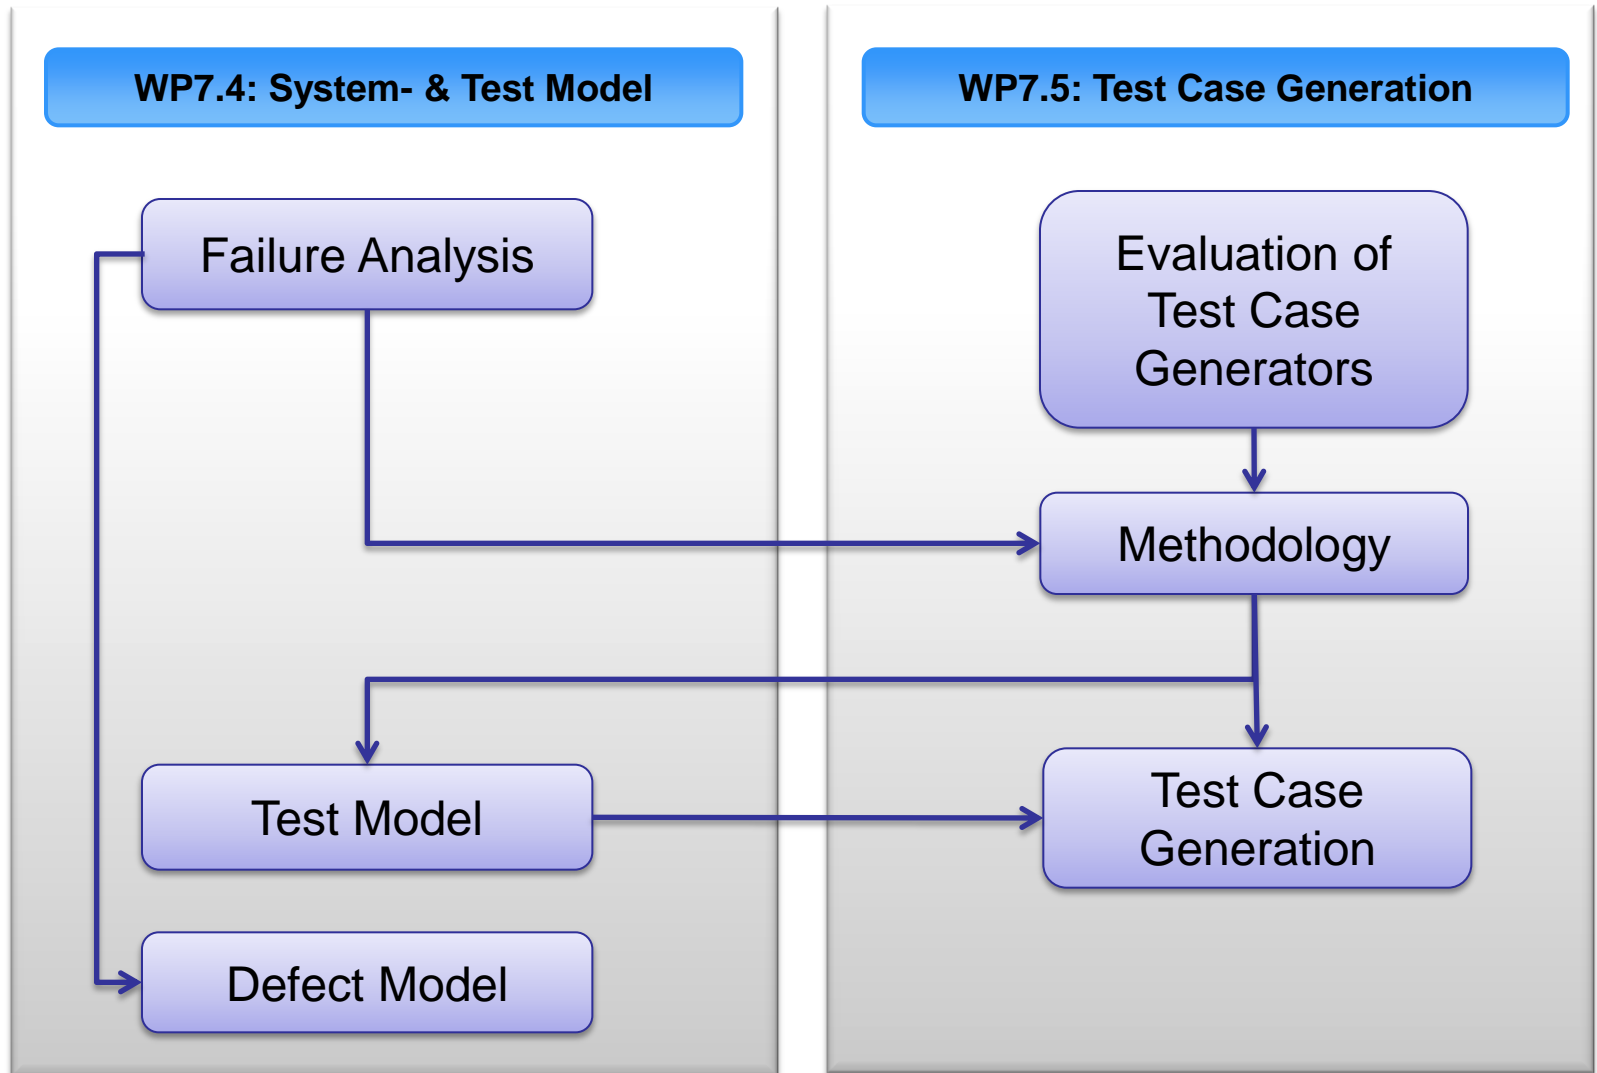 WP7.4: System- & Test Model
Failure Analysis
Test Model
Defect Model
WP7.5: Test Case Generation
Evaluation of
Test Case
Generators
Methodology
Test Case
Generation